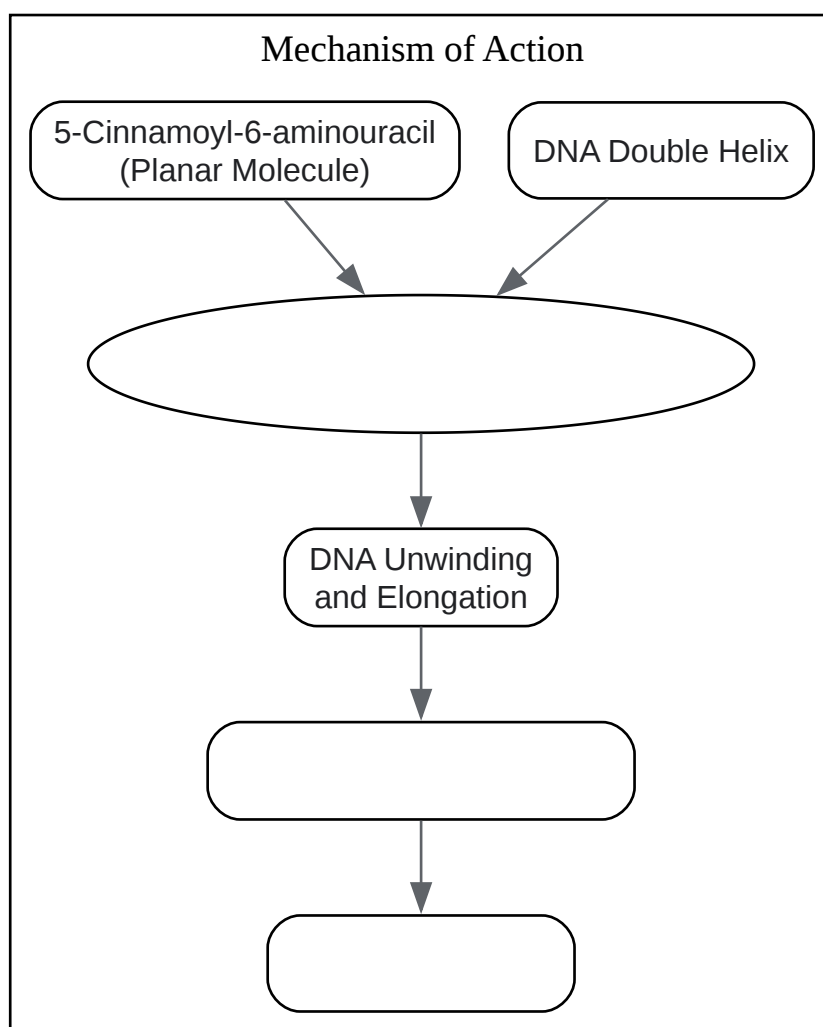 Mechanism of Action
5-Cinnamoyl-6-aminouracil
(Planar Molecule)
DNA Double Helix
DNA Unwinding
and Elongation